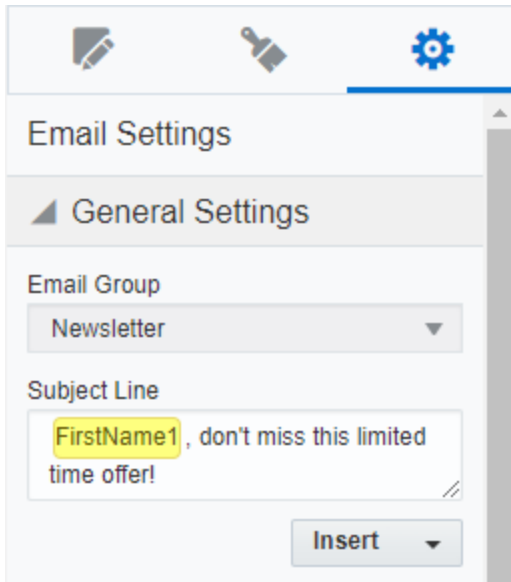 Email Settings
General Settings
Email Group
Newsletter
Subject Line
FirstName1 , don't miss this limited
time offer!
Insert